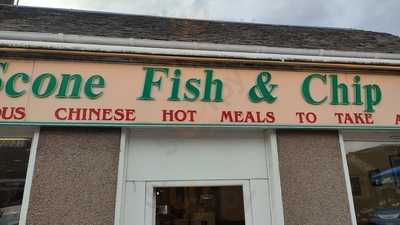 Scone Fish & Chip
CHINESE HOT MEALS TO TAKE